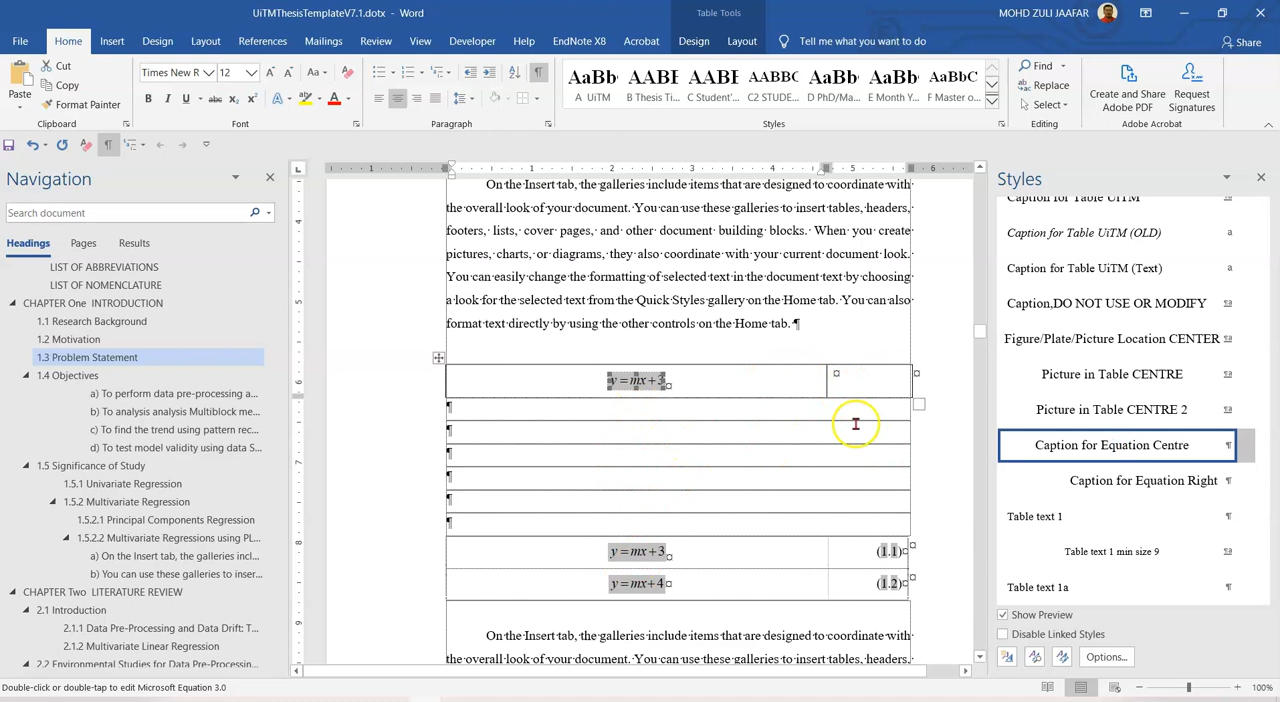 UiTMThesisTemplateV7.1.dotx - Word
Table Tools
MOHD ZULI JAAFAR
File Home Insert Design Layout References Mailings Review View Developer Help EndNote X8 Acrobat Design Layout Tell me what you want to do Share
Paste
Cut
Copy
Format Painter
Clipboard
Times New R 12
Font
Paragraph
AaBb AABE AABC AABBCC AaBb AaBb AaBbC
A UiTM B Thesis Ti... C Student'... C2 STUDE... D PhD/Ma... E Month Y... F Master o...
Styles
Find
Replace
Select
Editing
Create and Share
Adobe PDF
Request
Signatures
Adobe Acrobat
Navigation
Search document
Headings Pages Results
LIST OF ABBREVIATIONS
LIST OF NOMENCLATURE
CHAPTER One INTRODUCTION
1.1 Research Background
1.2 Motivation
1.3 Problem Statement
1.4 Objectives
a) To perform data pre-processing a...
b) To analysis analysis Multiblock me...
c) To find the trend using pattern rec...
d) To test model validity using data S...
1.5 Significance of Study
1.5.1 Univariate Regression
1.5.2 Multivariate Regression
1.5.2.1 Principal Components Regression
1.5.2.2 Multivariate Regressions using PL...
a) On the Insert tab, the galleries incl...
b) You can use these galleries to inser...
CHAPTER Two LITERATURE REVIEW
2.1 Introduction
2.1.1 Data Pre-Processing and Data Drift: T...
2.1.2 Multivariate Regression
2.2 Environmental Studies for Data Pre-Processin...
1 1 2 3 4 5 6
On the Insert tab, the galleries include items that are designed to coordinate with
the overall look of your document. You can use these galleries to insert tables, headers,
footers, lists, cover pages, and other document building blocks. When you create
pictures, charts, or diagrams, they also coordinate with your current document look.
You can easily change the formatting of selected text in the document text by choosing
a look for the selected text from the Quick Styles gallery on the Home tab. You can also
format text directly by using the other controls on the Home tab. ¶
y = mx + 3
¶
¶
¶
¶
¶
¶
y = mx + 3 (1.1)
y = mx + 4 (1.2)
On the Insert tab, the galleries include items that are designed to coordinate with
the overall look of your document. You can use these galleries to insert tables, headers,
4
5
6
7
8
9
Styles
Caption for Table UiTM
Caption for Table UiTM (OLD) a
Caption for Table UiTM (Text) a
Caption,DO NOT USE OR MODIFY
Figure/Plate/Picture Location CENTER
Picture in Table CENTRE
Picture in Table CENTRE 2
Caption for Equation Centre ¶
Caption for Equation Right ¶
Table text 1 ¶
Table text 1 min size 9 ¶
Table text 1a ¶
Show Preview
Disable Linked Styles
Options...
Double-click or double-tap to edit Microsoft Equation 3.0
100%